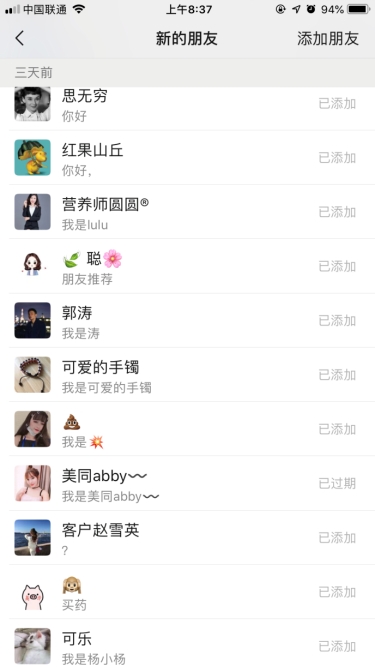 中国联通 上午8:37 94%
新的朋友 添加朋友
三天前
思无穷
你好
已添加
红果山丘
你好，
已添加
营养师圆圆®
我是lulu
已添加
🍃 聪🌸
朋友推荐
已添加
郭涛
我是涛
已添加
可爱的手镯
我是可爱的手镯
已添加
💩
我是💥
已添加
美同abby〰
我是美同abby〰
已过期
客户赵雪英
?
已添加
🙈
买药
已添加
可乐
我是杨小杨
已添加